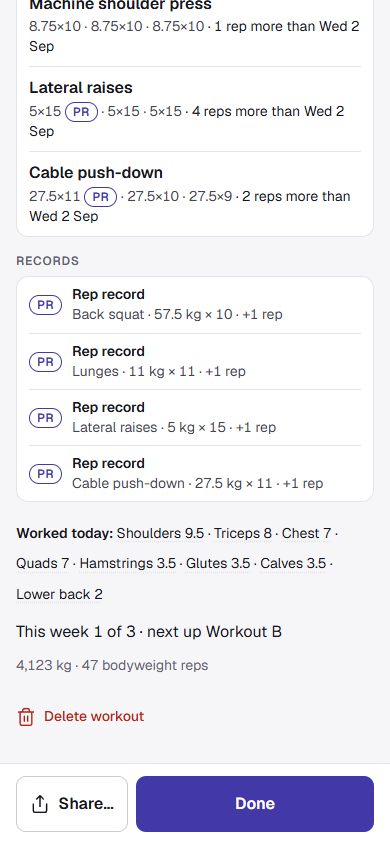 Machine shoulder press
8.75×10 · 8.75×10 · 8.75×10 · 1 rep more than Wed 2
Sep
Lateral raises
5×15 PR · 5×15 · 5×15 · 4 reps more than Wed 2
Sep
Cable push-down
27.5×11 PR · 27.5×10 · 27.5×9 · 2 reps more than
Wed 2 Sep
RECORDS
PR Rep record
Back squat · 57.5 kg × 10 · +1 rep
PR Rep record
Lunges · 11 kg × 11 · +1 rep
PR Rep record
Lateral raises · 5 kg × 15 · +1 rep
PR Rep record
Cable push-down · 27.5 kg × 11 · +1 rep
Worked today: Shoulders 9.5 · Triceps 8 · Chest 7 ·
Quads 7 · Hamstrings 3.5 · Glutes 3.5 · Calves 3.5 ·
Lower back 2
This week 1 of 3 · next up Workout B
4,123 kg · 47 bodyweight reps
Delete workout
Share... Done